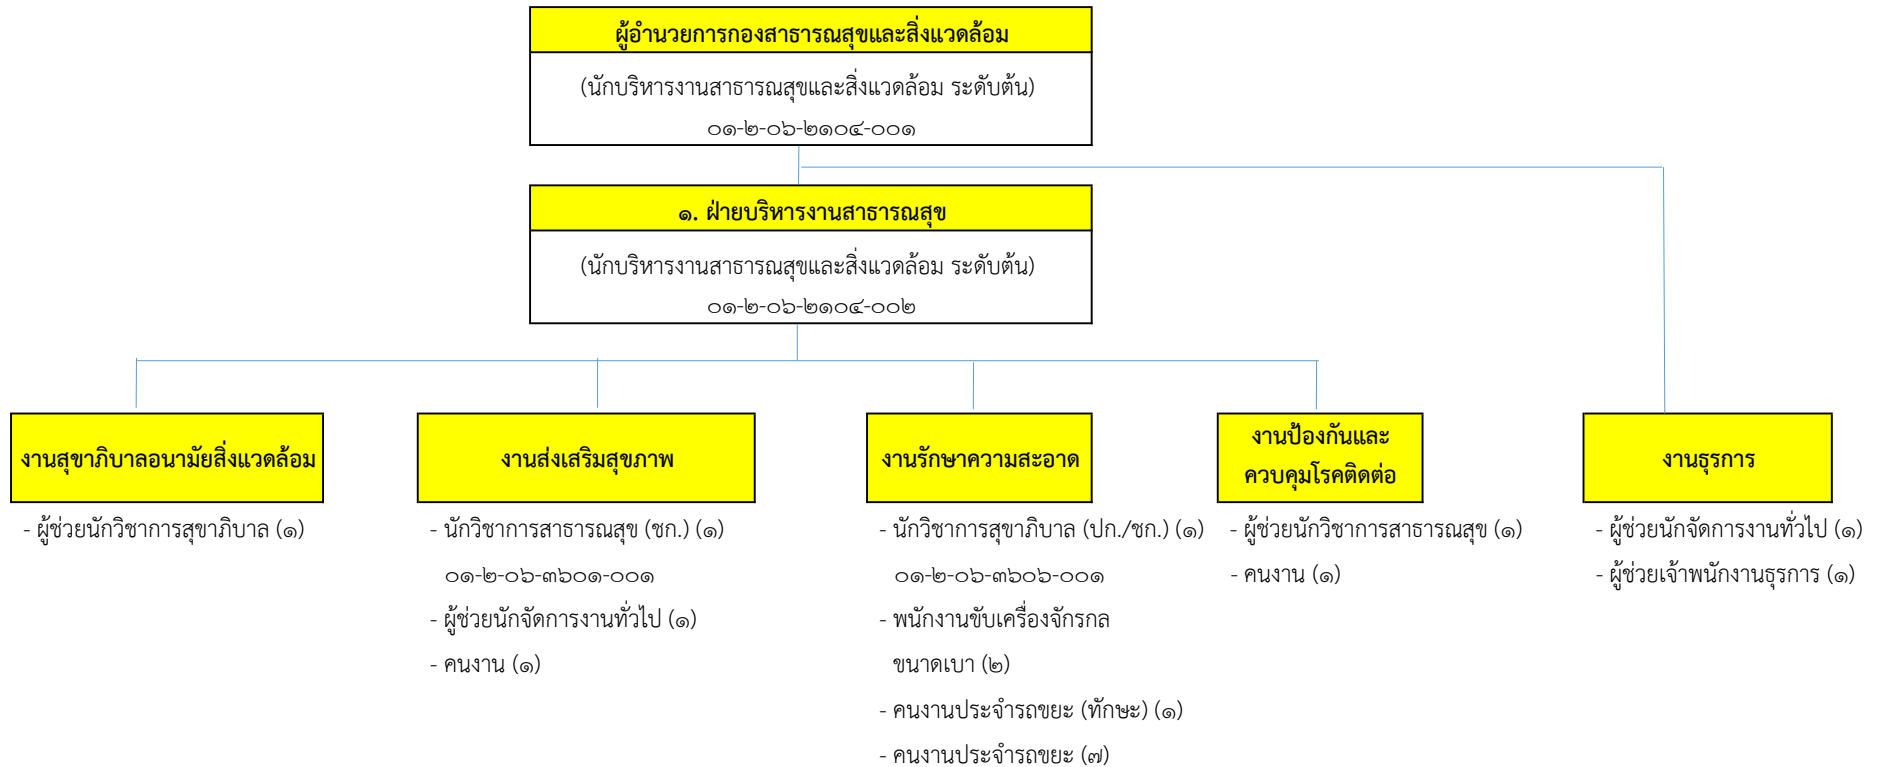 ผู้อำนวยการกองสาธารณสุขและสิ่งแวดล้อม
(นักบริหารงานสาธารณสุขและสิ่งแวดล้อม ระดับต้น)
๐๑-๒-๐๖-๒๑๐๔-๐๐๑
๑. ฝ่ายบริหารงานสาธารณสุข
(นักบริหารงานสาธารณสุขและสิ่งแวดล้อม ระดับต้น)
๐๑-๒-๐๖-๒๑๐๔-๐๐๒
งานสุขาภิบาลอนามัยสิ่งแวดล้อม
- ผู้ช่วยนักวิชาการสุขาภิบาล (๑)
งานส่งเสริมสุขภาพ
- นักวิชาการสาธารณสุข (ชก.) (๑)
๐๑-๒-๐๖-๓๖๐๑-๐๐๑
- ผู้ช่วยนักจัดการงานทั่วไป (๑)
- คนงาน (๑)
งานรักษาความสะอาด
- นักวิชาการสุขาภิบาล (ปก./ชก.) (๑)
๐๑-๒-๐๖-๓๖๐๖-๐๐๑
- พนักงานขับเครื่องจักรกล
ขนาดเบา (๒)
- คนงานประจำรถขยะ (ทักษะ) (๑)
- คนงานประจำรถขยะ (๗)
งานป้องกันและ
ควบคุมโรคติดต่อ
- ผู้ช่วยนักวิชาการสาธารณสุข (๑)
- คนงาน (๑)
งานธุรการ
- ผู้ช่วยนักจัดการงานทั่วไป (๑)
- ผู้ช่วยเจ้าพนักงานธุรการ (๑)